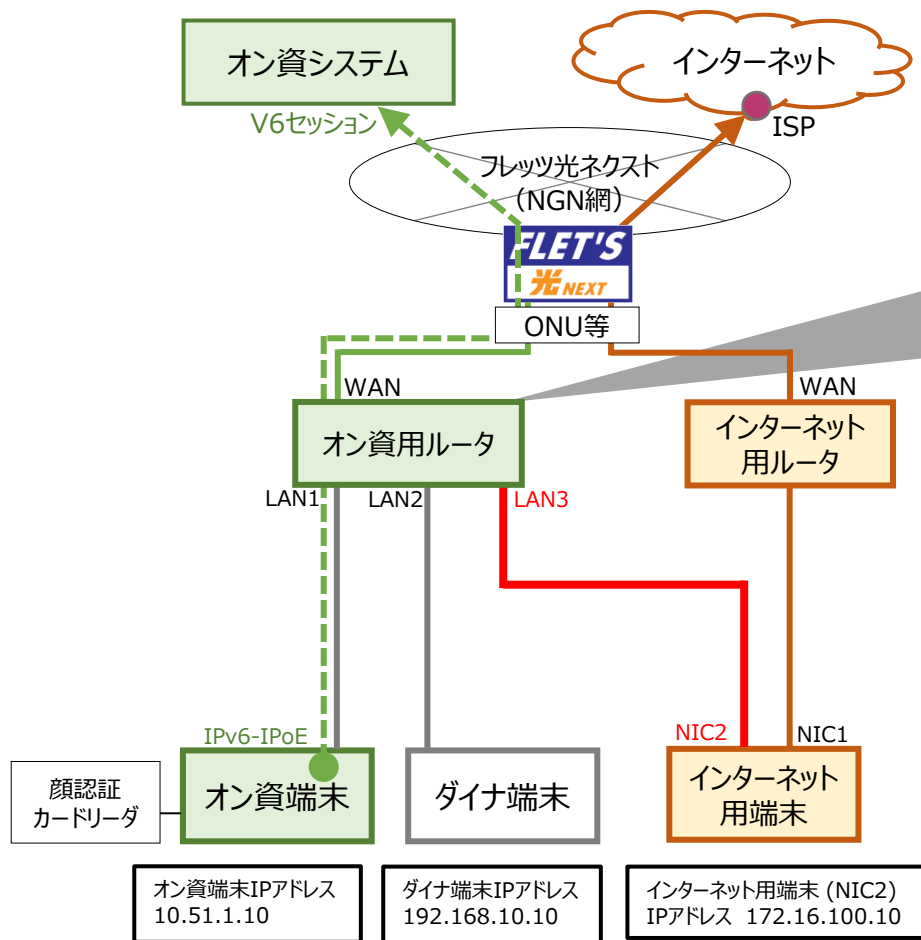 オン資システム
インターネット
V6セッション
ISP
フレッツ光ネクスト
（NGN網）
FLET'S
光 NEXT
ONU等
WAN
WAN
オン資用ルータ
インターネット
用ルータ
LAN1
LAN2
LAN3
IPv6-IPoE
NIC2
NIC1
顔認証
カードリーダ
オン資端末
ダイナ端末
インターネット
用端末
オン資端末IPアドレス
10.51.1.10
ダイナ端末IPアドレス
192.168.10.10
インターネット用端末 (NIC2)
IPアドレス 172.16.100.10